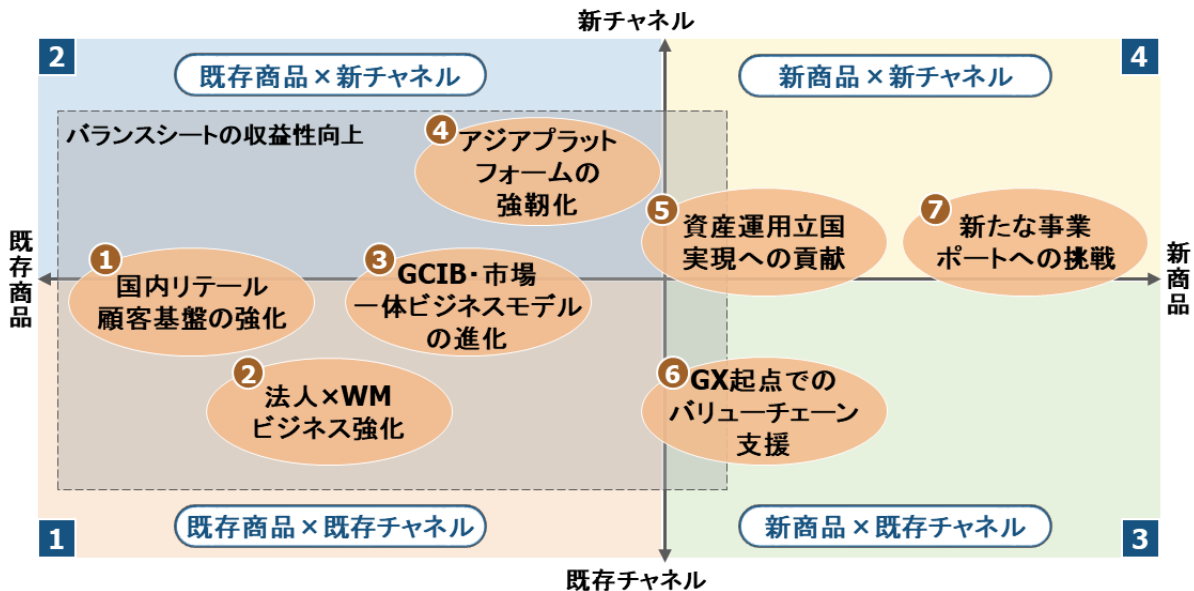 新チャネル
2
既存商品×新チャネル
新商品×新チャネル
4
バランスシートの収益性向上
4
アジアプラット
フォームの
強靭化
5
資産運用立国
実現への貢献
7
新たな事業
ポートへの挑戦
既存商品
1
国内リテール
顧客基盤の強化
3
GCIB・市場
一体ビジネスモデル
の進化
新商品
2
法人×WM
ビジネス強化
6
GX起点での
バリューチェーン
支援
1
既存商品×既存チャネル
新商品×既存チャネル
3
既存チャネル